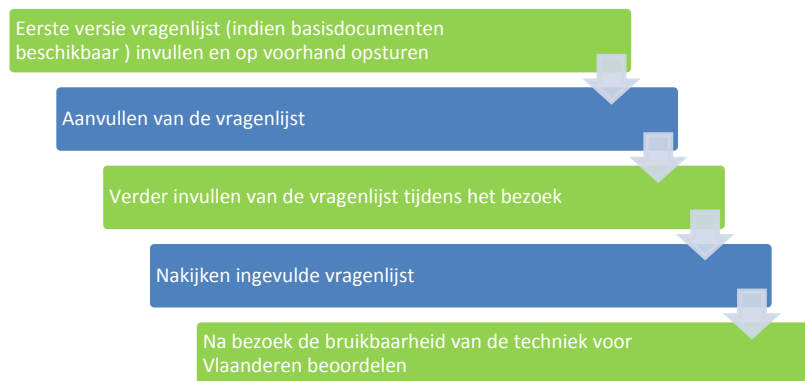 Eerste versie vragenlijst (indien basisdocumenten
beschikbaar ) invullen en op voorhand opsturen
Aanvullen van de vragenlijst
Verder invullen van de vragenlijst tijdens het bezoek
Nakijken ingevulde vragenlijst
Na bezoek de bruikbaarheid van de techniek voor
Vlaanderen beoordelen